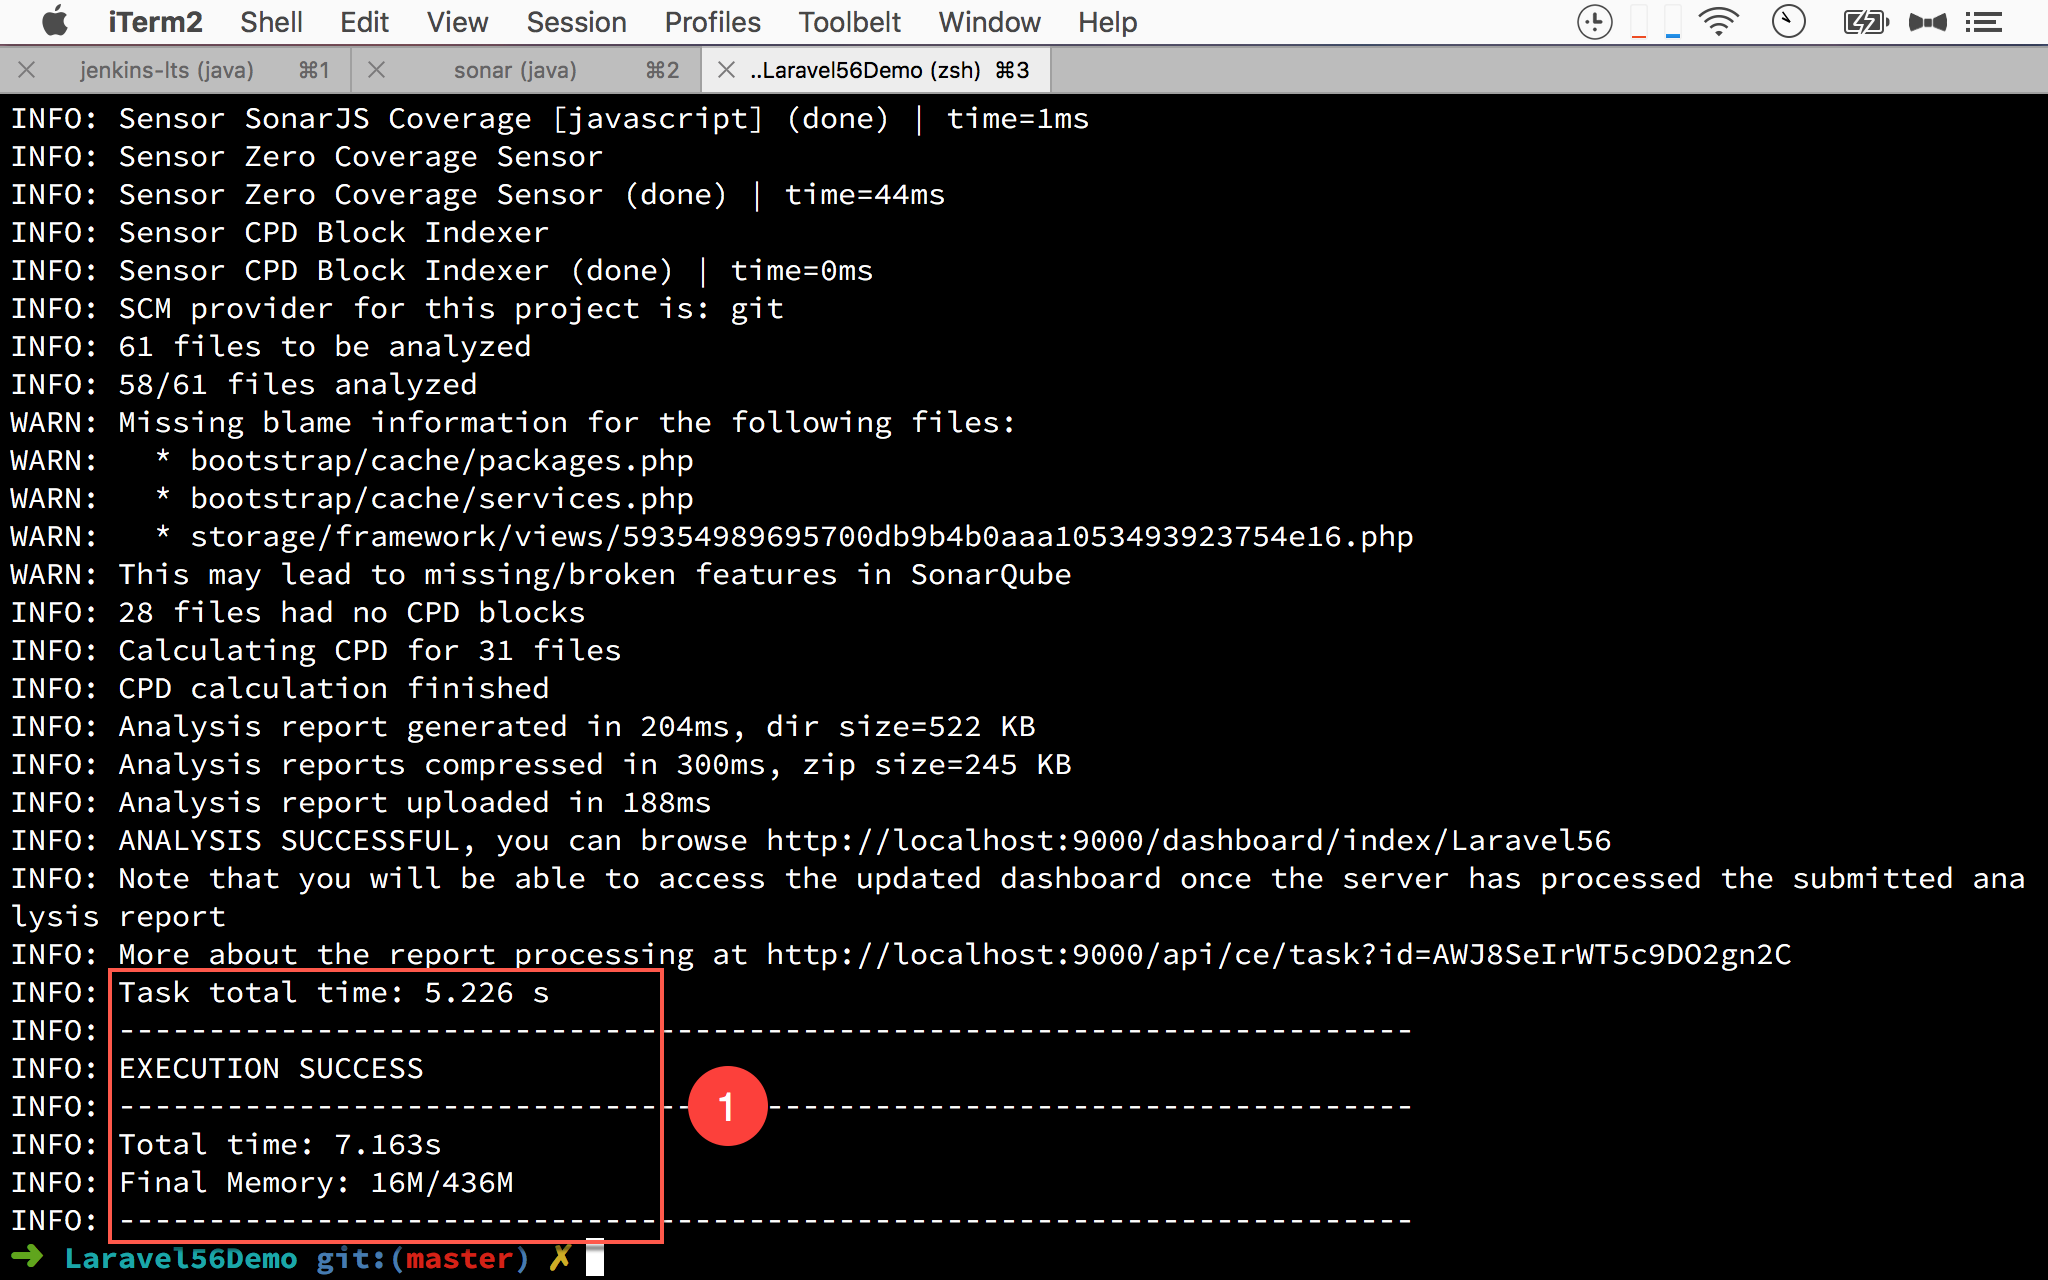 iTerm2 Shell Edit View Session Profiles Toolbelt Window Help
jenkins-lts (java) ⌘1 sonar (java) ⌘2 ..Laravel56Demo (zsh) ⌘3
INFO: Sensor SonarJS Coverage [javascript] (done) | time=1ms
INFO: Sensor Zero Coverage Sensor
INFO: Sensor Zero Coverage Sensor (done) | time=44ms
INFO: Sensor CPD Block Indexer
INFO: Sensor CPD Block Indexer (done) | time=0ms
INFO: SCM provider for this project is: git
INFO: 61 files to be analyzed
INFO: 58/61 files analyzed
WARN: Missing blame information for the following files:
WARN:   * bootstrap/cache/packages.php
WARN:   * bootstrap/cache/services.php
WARN:   * storage/framework/views/59354989695700db9b4b0aaa1053493923754e16.php
WARN: This may lead to missing/broken features in SonarQube
INFO: 28 files had no CPD blocks
INFO: Calculating CPD for 31 files
INFO: CPD calculation finished
INFO: Analysis report generated in 204ms, dir size=522 KB
INFO: Analysis reports compressed in 300ms, zip size=245 KB
INFO: Analysis report uploaded in 188ms
INFO: ANALYSIS SUCCESSFUL, you can browse http://localhost:9000/dashboard/index/Laravel56
INFO: Note that you will be able to access the updated dashboard once the server has processed the submitted ana
lysis report
INFO: More about the report processing at http://localhost:9000/api/ce/task?id=AWJ8SeIrWT5c9DO2gn2C
INFO: Task total time: 5.226 s
INFO: ------------------------------------------------------------------------
INFO: EXECUTION SUCCESS
INFO: ------------------------------------------------------------------------
1
INFO: Total time: 7.163s
INFO: Final Memory: 16M/436M
INFO: ------------------------------------------------------------------------
➜ Laravel56Demo git:(master) ✗